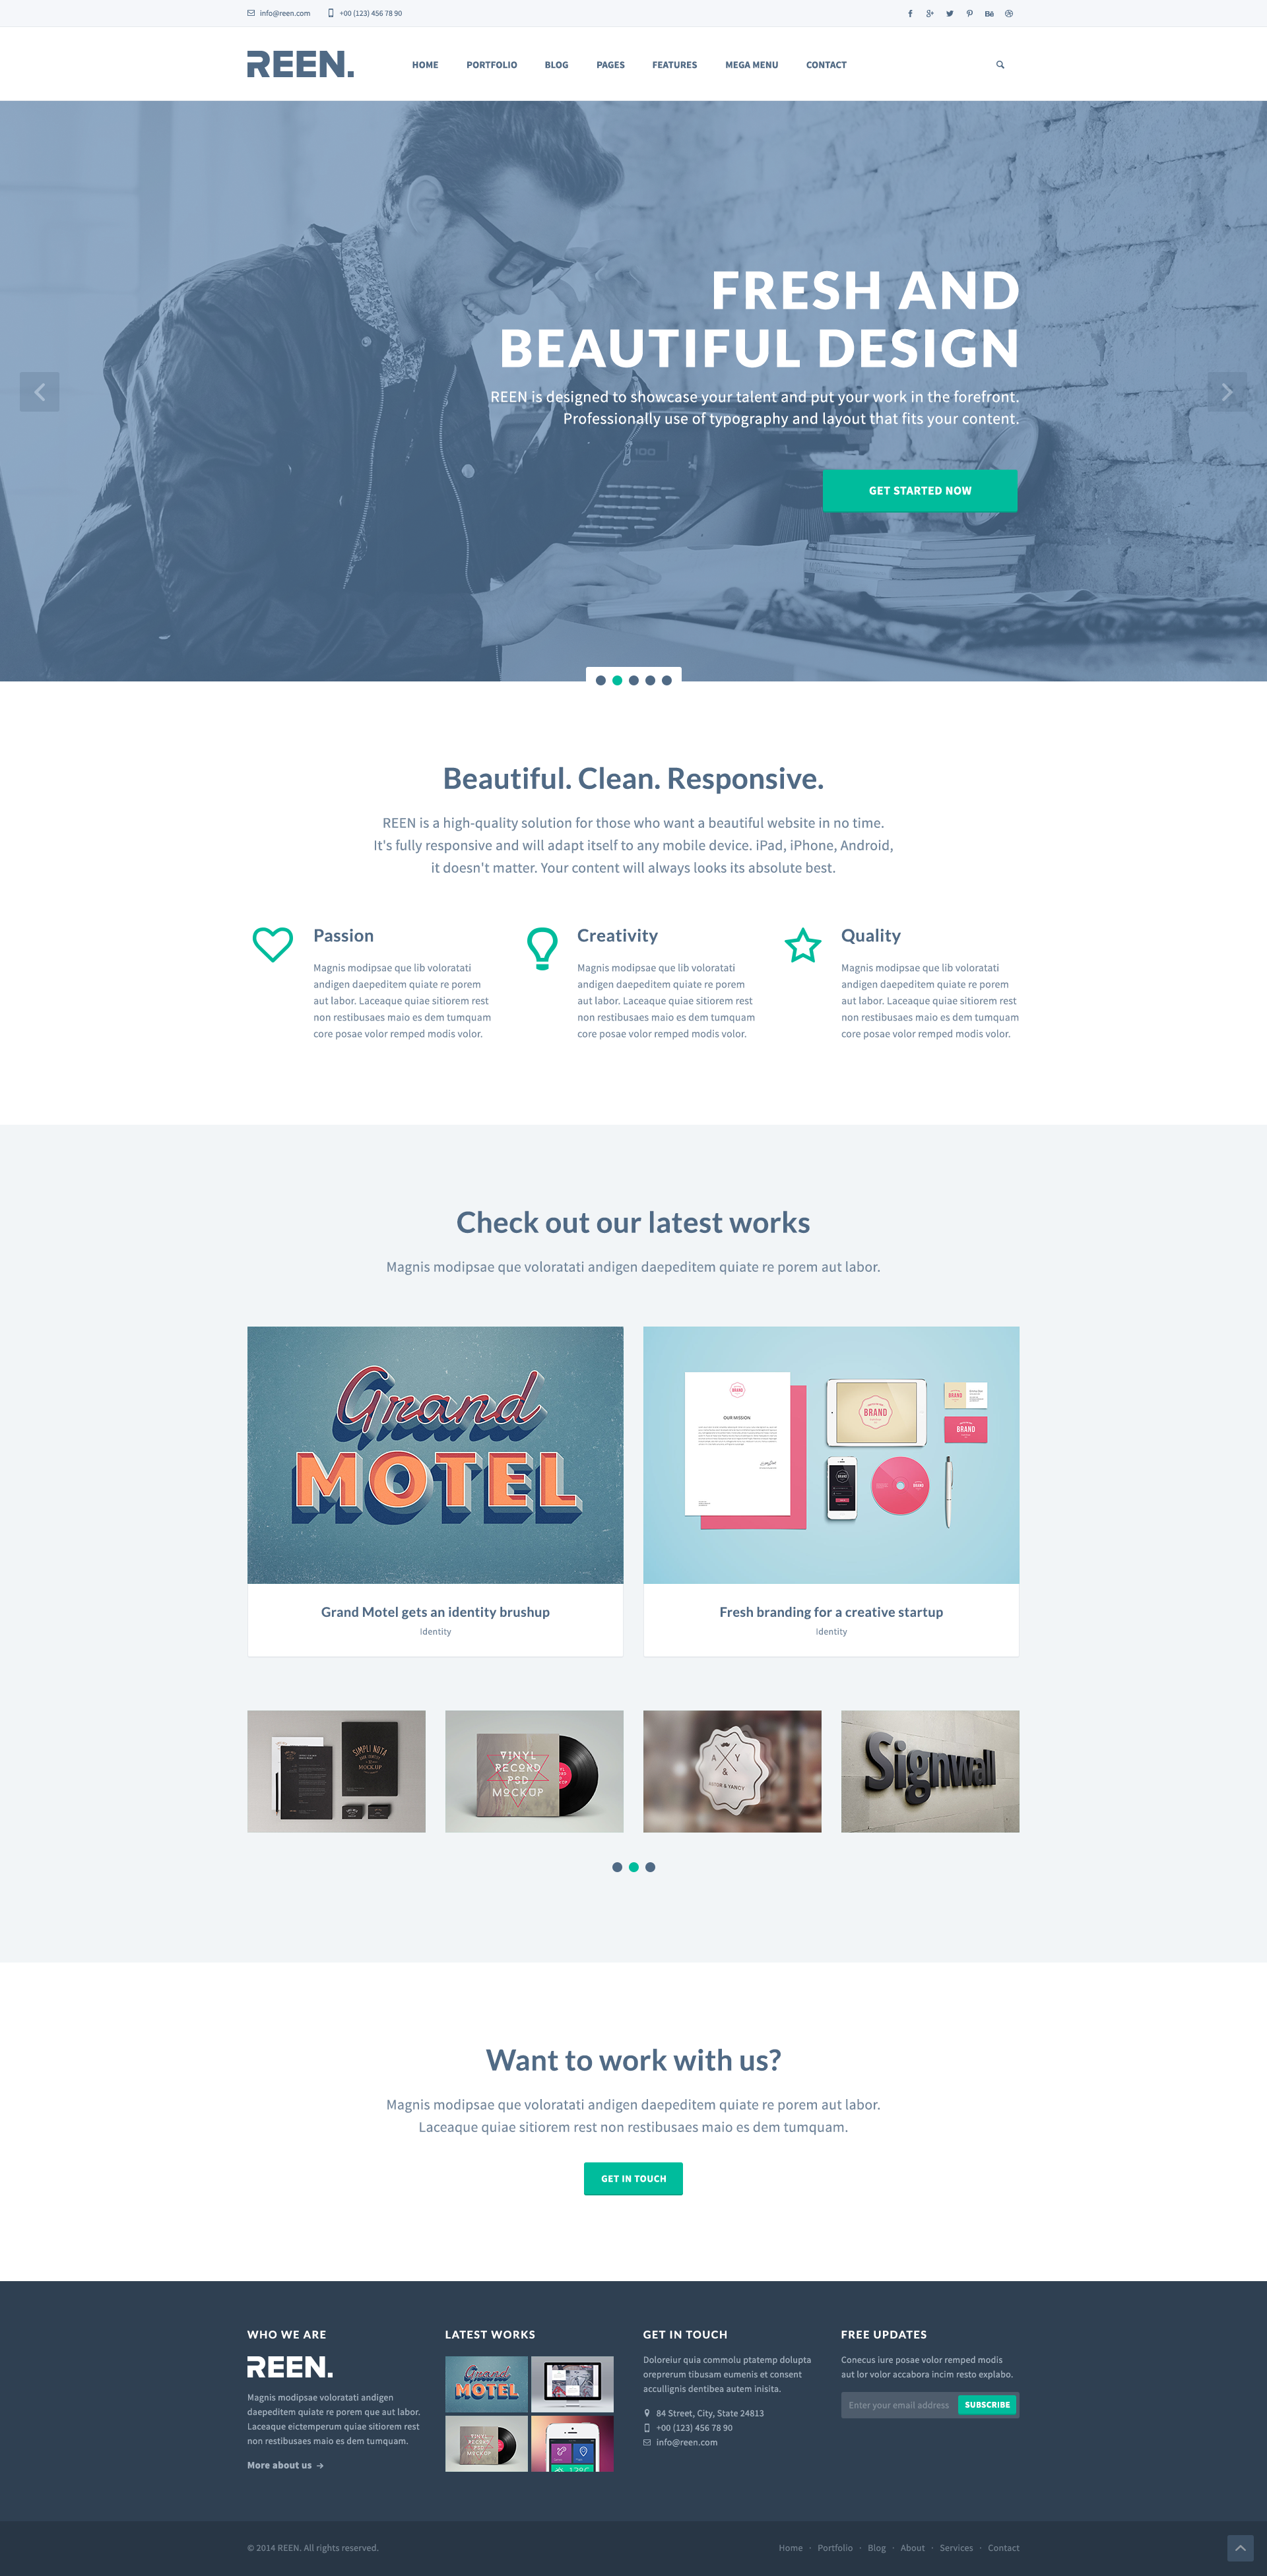 info@reen.com +00 (123) 456 78 90
REEN.
HOME PORTFOLIO BLOG PAGES FEATURES MEGA MENU CONTACT
FRESH AND
BEAUTIFUL DESIGN
REEN is designed to showcase your talent and put your work in the forefront.
Professionally use of typography and layout that fits your content.
100
GET STARTED NOW
Beautiful. Clean. Responsive.
REEN is a high-quality solution for those who want a beautiful website in no time.
It's fully responsive and will adapt itself to any mobile device. iPad, iPhone, Android,
it doesn't matter. Your content will always looks its absolute best.
Passion
Magnis modipsae que lib voloratati
andigen daepeditem quiate re porem
aut labor. Laceaque quiae sitiorem rest
non restibusaes maio es dem tumquam
core posae volor remped modis volor.
Creativity
Magnis modipsae que lib voloratati
andigen daepeditem quiate re porem
aut labor. Laceaque quiae sitiorem rest
non restibusaes maio es dem tumquam
core posae volor remped modis volor.
Quality
Magnis modipsae que lib voloratati
andigen daepeditem quiate re porem
aut labor. Laceaque quiae sitiorem rest
non restibusaes maio es dem tumquam
core posae volor remped modis volor.
Check out our latest works
Magnis modipsae que voloratati andigen daepeditem quiate re porem aut labor.
Grand
MOTEL
BRAND
OUR MISSION
BRAND
BRAND
BRAND
Grand Motel gets an identity brushup
Identity
Fresh branding for a creative startup
Identity
SIMPLI NOTA
MOCKUP
VINYL
RECORD
PSD
MOCKUP
A Y
&
ASTOR & YANCY
Signwall
Want to work with us?
Magnis modipsae que voloratati andigen daepeditem quiate re porem aut labor.
Laceaque quiae sitiorem rest non restibusaes maio es dem tumquam.
GET IN TOUCH
WHO WE ARE
REEN.
Magnis modipsae voloratati andigen
daepeditem quiate re porem que aut labor.
Laceaque eictemperum quiae sitiorem rest
non restibusaes maio es dem tumquam.
More about us
LATEST WORKS
Grand
MOTEL
VINYL
RECORD
PSD
MOCKUP
GET IN TOUCH
Doloreiur quia commolu ptatemp dolupta
oreprerum tibusam eumenis et consent
accullignis dentibea autem inisita.
84 Street, City, State 24813
+00 (123) 456 78 90
info@reen.com
FREE UPDATES
Conecus iure posae volor remped modis
aut lor volor accabora incim resto explabo.
Enter your email address SUBSCRIBE
© 2014 REEN. All rights reserved.
Home · Portfolio · Blog · About · Services · Contact